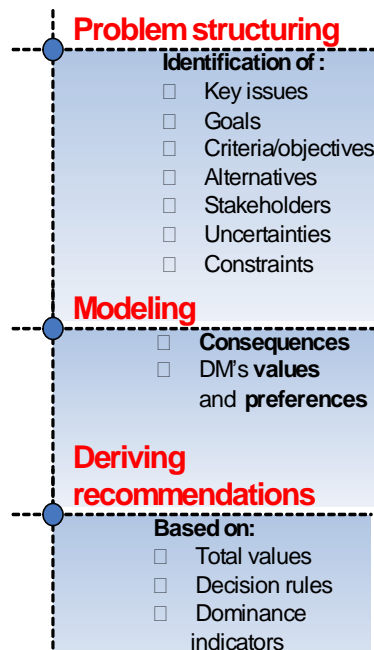 Problem structuring
Identification of :
□ Key issues
□ Goals
□ Criteria/objectives
□ Alternatives
□ Stakeholders
□ Uncertainties
□ Constraints
Modeling
□ Consequences
□ DM's values
and preferences
Deriving
recommendations
Based on:
□ Total values
□ Decision rules
□ Dominance
indicators